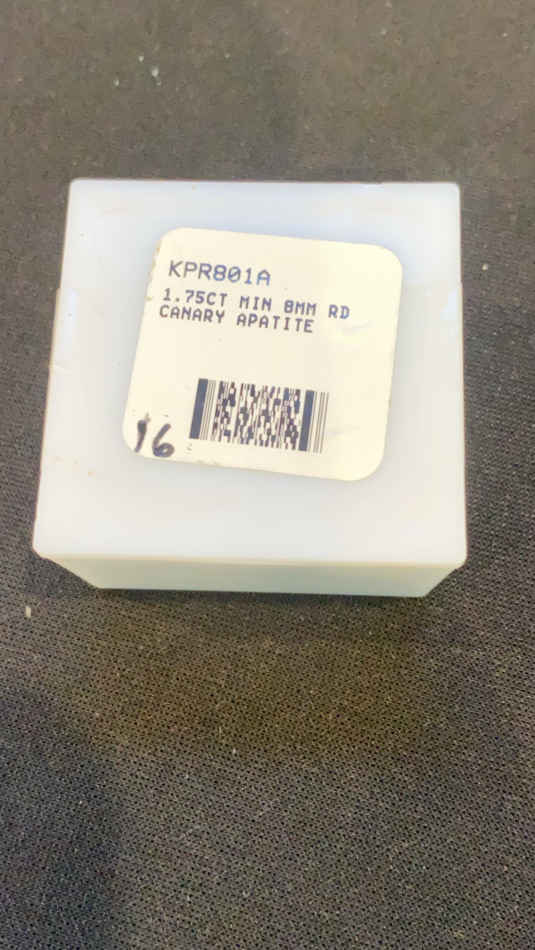 KPR801A
1.75CT MIN 8MM RD
CANARY APATITE
16